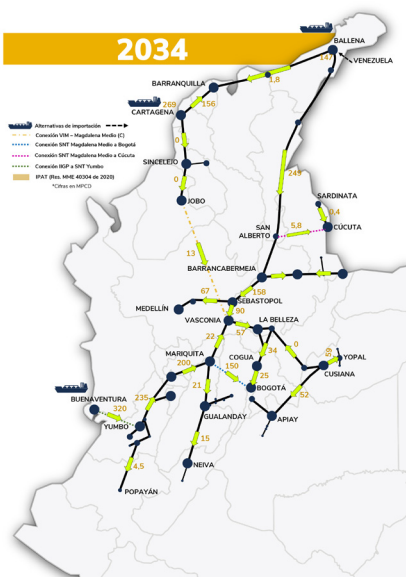 2034
BALLENA
147
VENEZUELA
1,8
BARRANQUILLA
269
156
CARTAGENA
Alternativas de importación
Conexión VIM – Magdalena Medio (C)
Conexión SNT Magdalena Medio a Bogotá
Conexión SNT Magdalena Medio a Cúcuta
Conexión IIGP a SNT Yumbo
IPAT (Res. MME 40304 de 2020)
*Cifras en MPCD
0
SINCELEJO
0
JOBO
249
SARDINATA
0,4
SAN
ALBERTO
5,8
CÚCUTA
13
BARRANCABERMEJA
158
67
SEBASTOPOL
MEDELLÍN
90
VASCONIA
57
LA BELLEZA
22
MARIQUITA
COGUA
34
0
59
YOPAL
CUSIANA
200
150
25
BOGOTÁ
21
52
BUENAVENTURA
320
235
YUMBO
GUALANDAY
APIAY
15
4,5
NEIVA
POPAYÁN